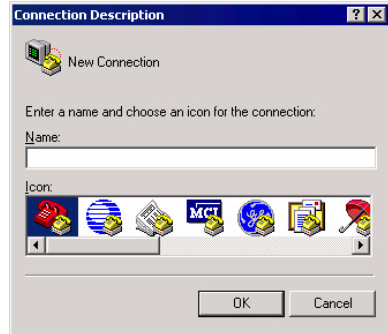 Connection Description
New Connection
Enter a name and choose an icon for the connection:
Name:
Icon:
MCI
OK
Cancel